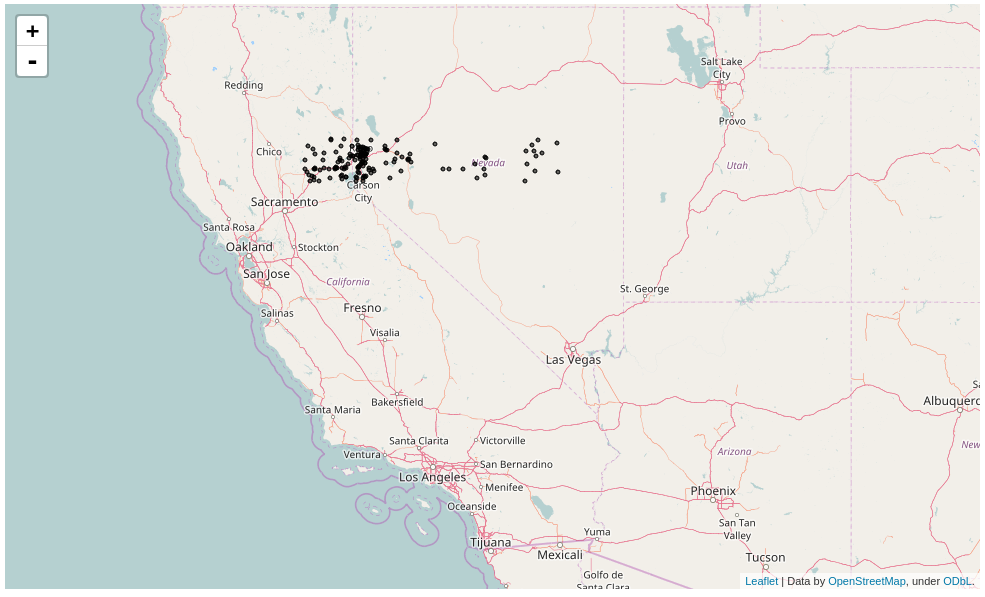 +
-
Salt Lake
City
Redding
Provo
Chico
Nevada
Utah
Carson
City
Sacramento
Santa Rosa
Oakland
Stockton
San Jose
California
St. George
Salinas
Fresno
Visalia
Las Vegas
Bakersfield
Albuquerq
Santa Maria
Santa Clarita
Victorville
New
Ventura
San Bernardino
Arizona
Los Angeles
Menifee
Phoenix
Oceanside
San Tan
Valley
Yuma
Tijuana
Mexicali
Tucson
Golfo de
Santa Clara
Leaflet | Data by OpenStreetMap, under ODbL.